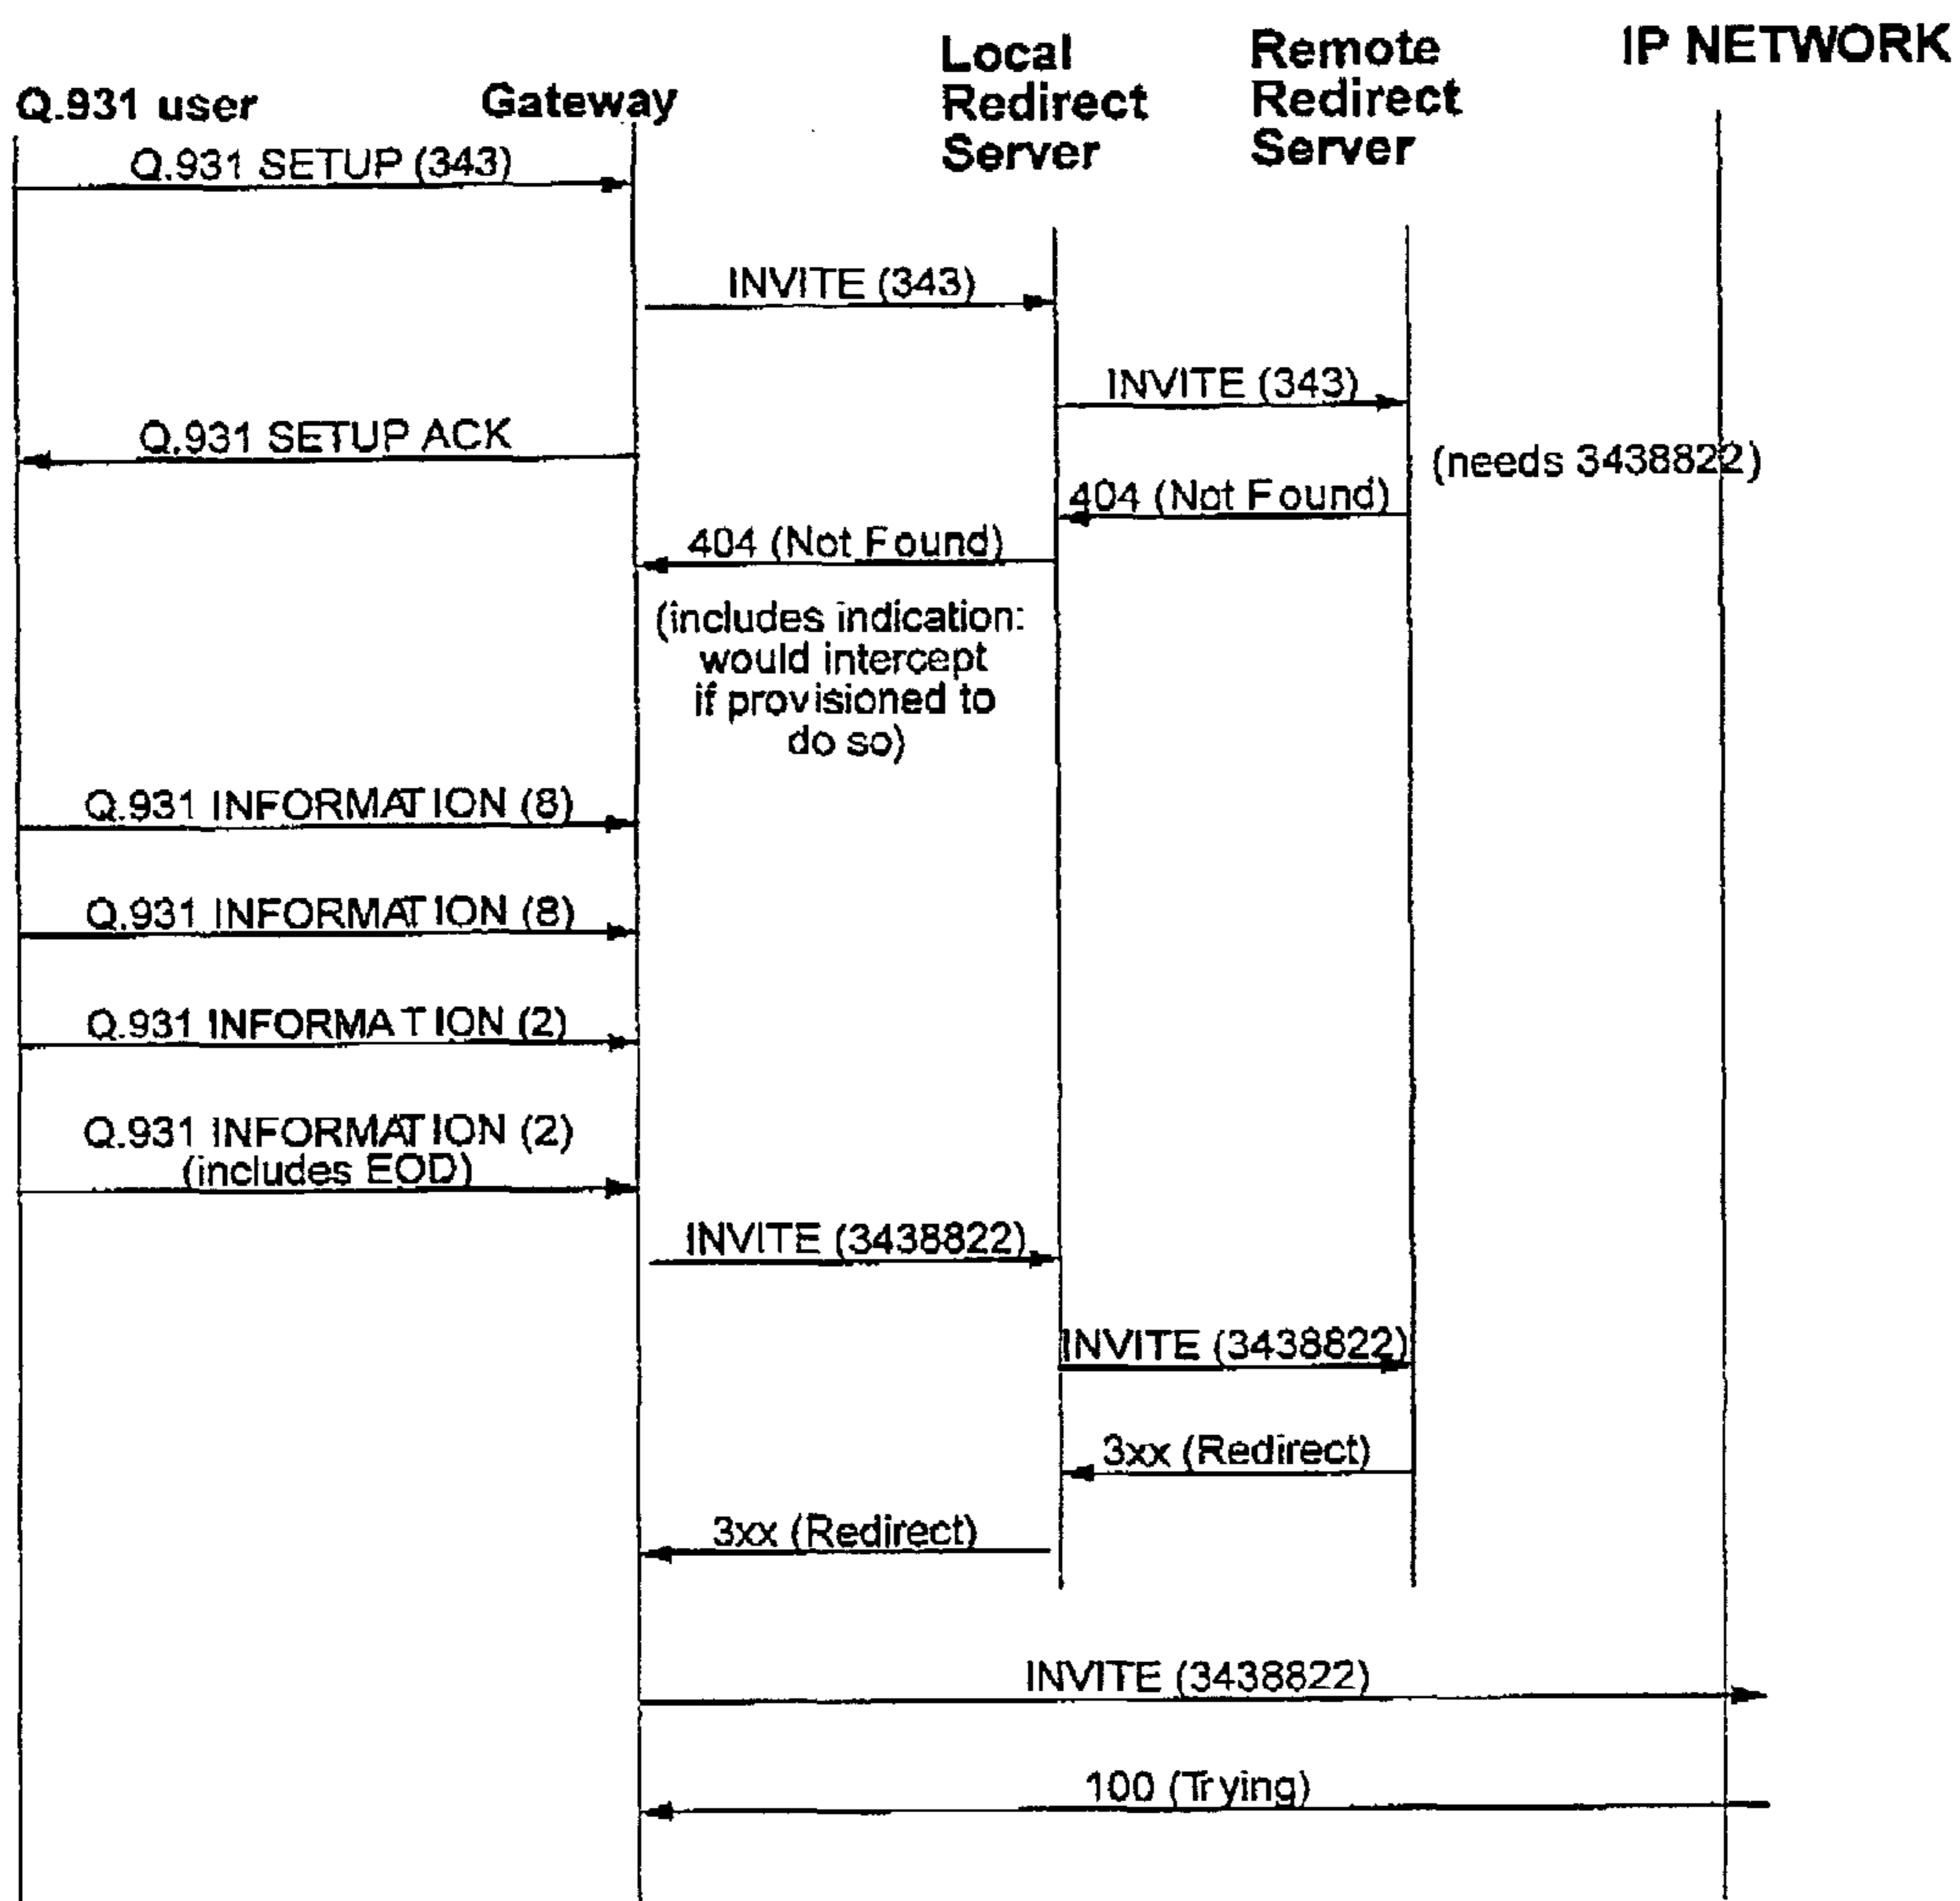 Q.931 user
Gateway
Local
Redirect
Server
Remote
Redirect
Server
IP NETWORK
Q.931 SETUP (343)
INVITE (343)
INVITE (343)
Q.931 SETUP ACK
(needs 3438822)
404 (Not Found)
404 (Not Found)
(includes indication:
would intercept
if provisioned to
do so)
Q.931 INFORMATION (8)
Q.931 INFORMATION (8)
Q.931 INFORMATION (2)
Q.931 INFORMATION (2)
(includes EOD)
INVITE (3438822)
INVITE (3438822)
3xx (Redirect)
3xx (Redirect)
INVITE (3438822)
100 (Trying)